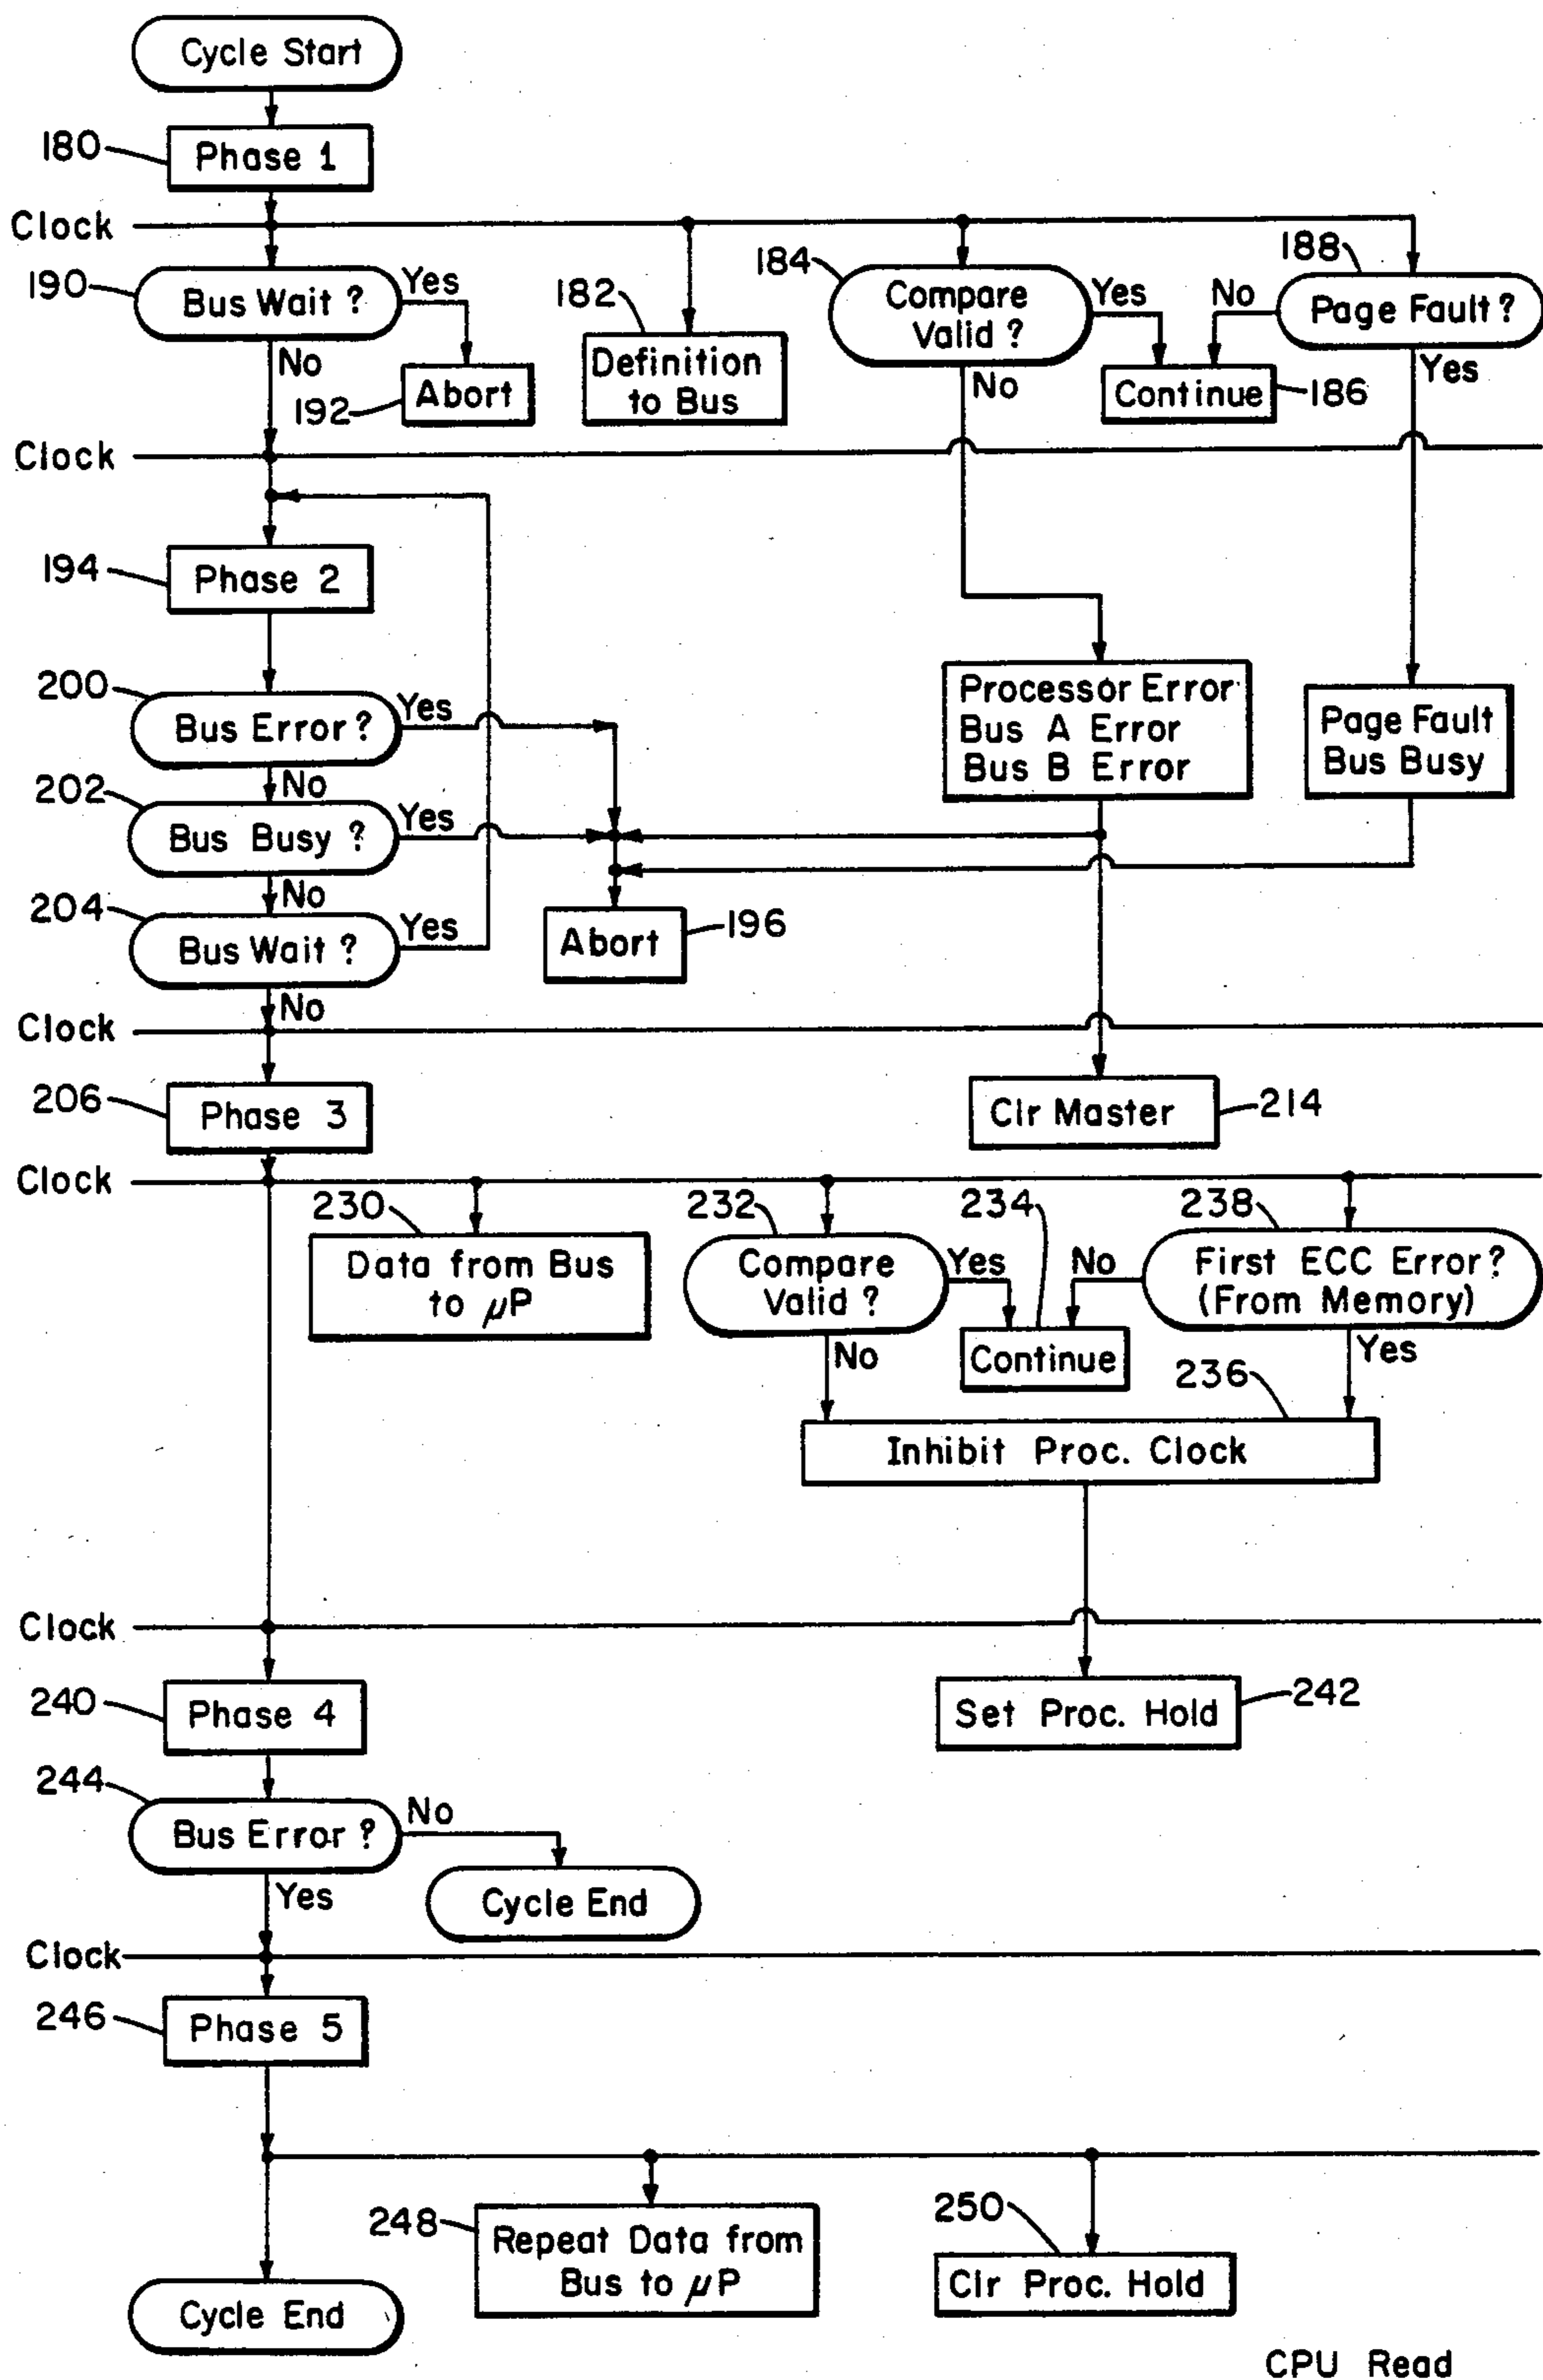 Cycle Start
180
Phase 1
Clock
190
Bus Wait ?
Yes
No
192
Abort
182
Definition
to Bus
184
Compare
Valid ?
Yes
No
188
No
Page Fault ?
Yes
Continue
186
Clock
194
Phase 2
200
Bus Error ?
Yes
No
202
Bus Busy ?
Yes
No
204
Bus Wait ?
Yes
No
Processor Error
Bus A Error
Bus B Error
Page Fault
Bus Busy
Abort
196
Clock
206
Phase 3
Clr Master
214
Clock
230
Data from Bus
to μP
232
Compare
Valid ?
Yes
No
234
Continue
238
No
First ECC Error?
(From Memory)
Yes
236
Inhibit Proc. Clock
Clock
240
Phase 4
Set Proc. Hold
242
244
Bus Error ?
No
Yes
Cycle End
Clock
246
Phase 5
248
Repeat Data from
Bus to μP
250
Clr Proc. Hold
Cycle End
CPU Read